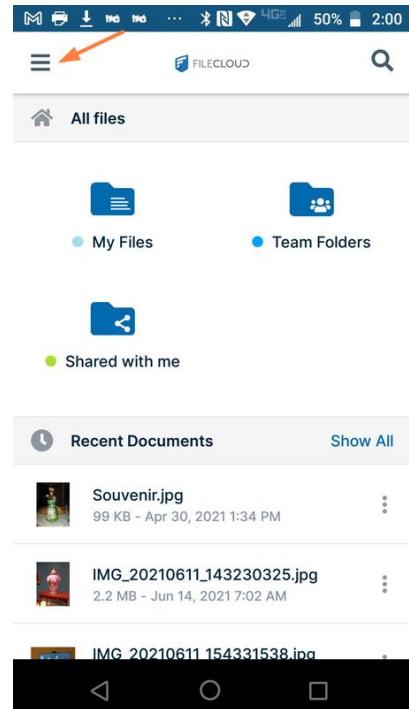 4GE 50% 2:00
FILECLOUD
All files
My Files
Team Folders
Shared with me
Recent Documents Show All
Souvenir.jpg
99 KB - Apr 30, 2021 1:34 PM
IMG_20210611_143230325.jpg
2.2 MB - Jun 14, 2021 7:02 AM
IMG_20210611_154331538.jpg